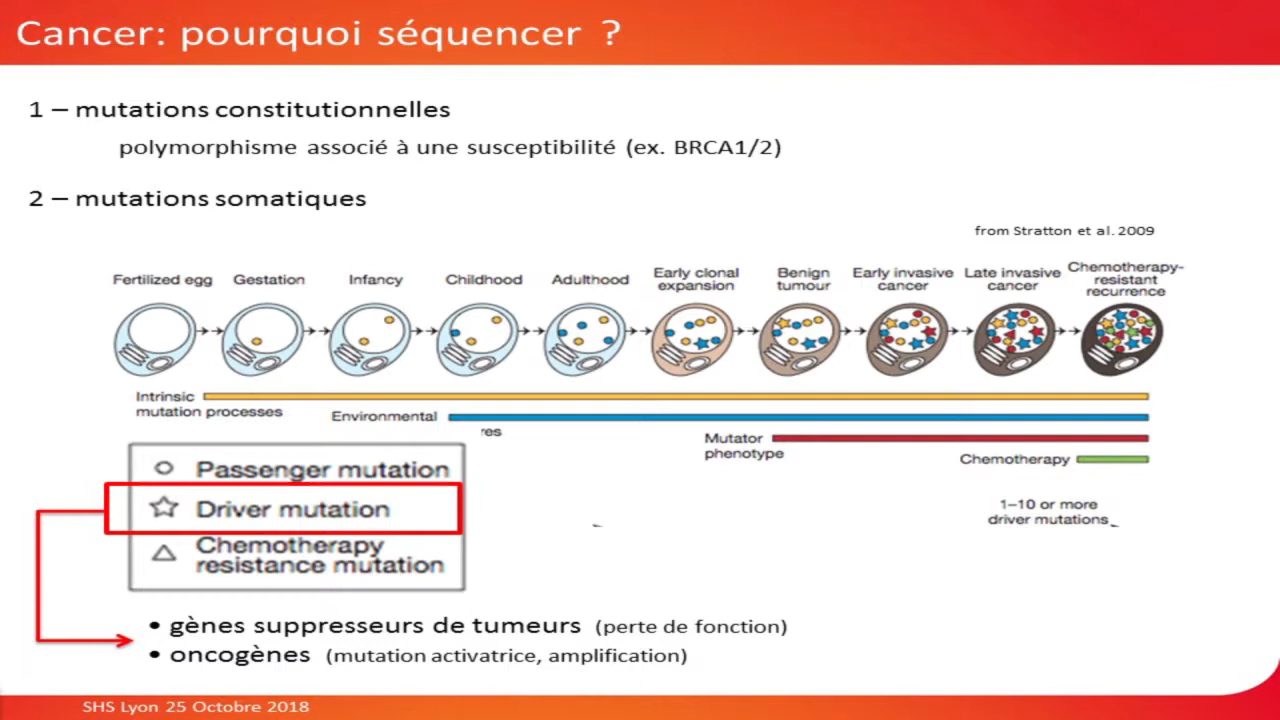 Cancer: pourquoi séquencer ?
1 – mutations constitutionnelles
polymorphisme associé à une susceptibilité (ex. BRCA1/2)
2 – mutations somatiques
from Stratton et al. 2009
Fertilized egg
Gestation
Infancy
Childhood
Adulthood
Early clonal
expansion
Benign
tumour
Early invasive
cancer
Late invasive
cancer
Chemotherapy-
resistant
recurrence
Intrinsic
mutation processes
Environmental
res
Mutator
phenotype
Chemotherapy
1–10 or more
driver mutations
Passenger mutation
Driver mutation
Chemotherapy
resistance mutation
• gènes suppresseurs de tumeurs (perte de fonction)
• oncogènes (mutation activatrice, amplification)
SHS Lyon 25 Octobre 2018